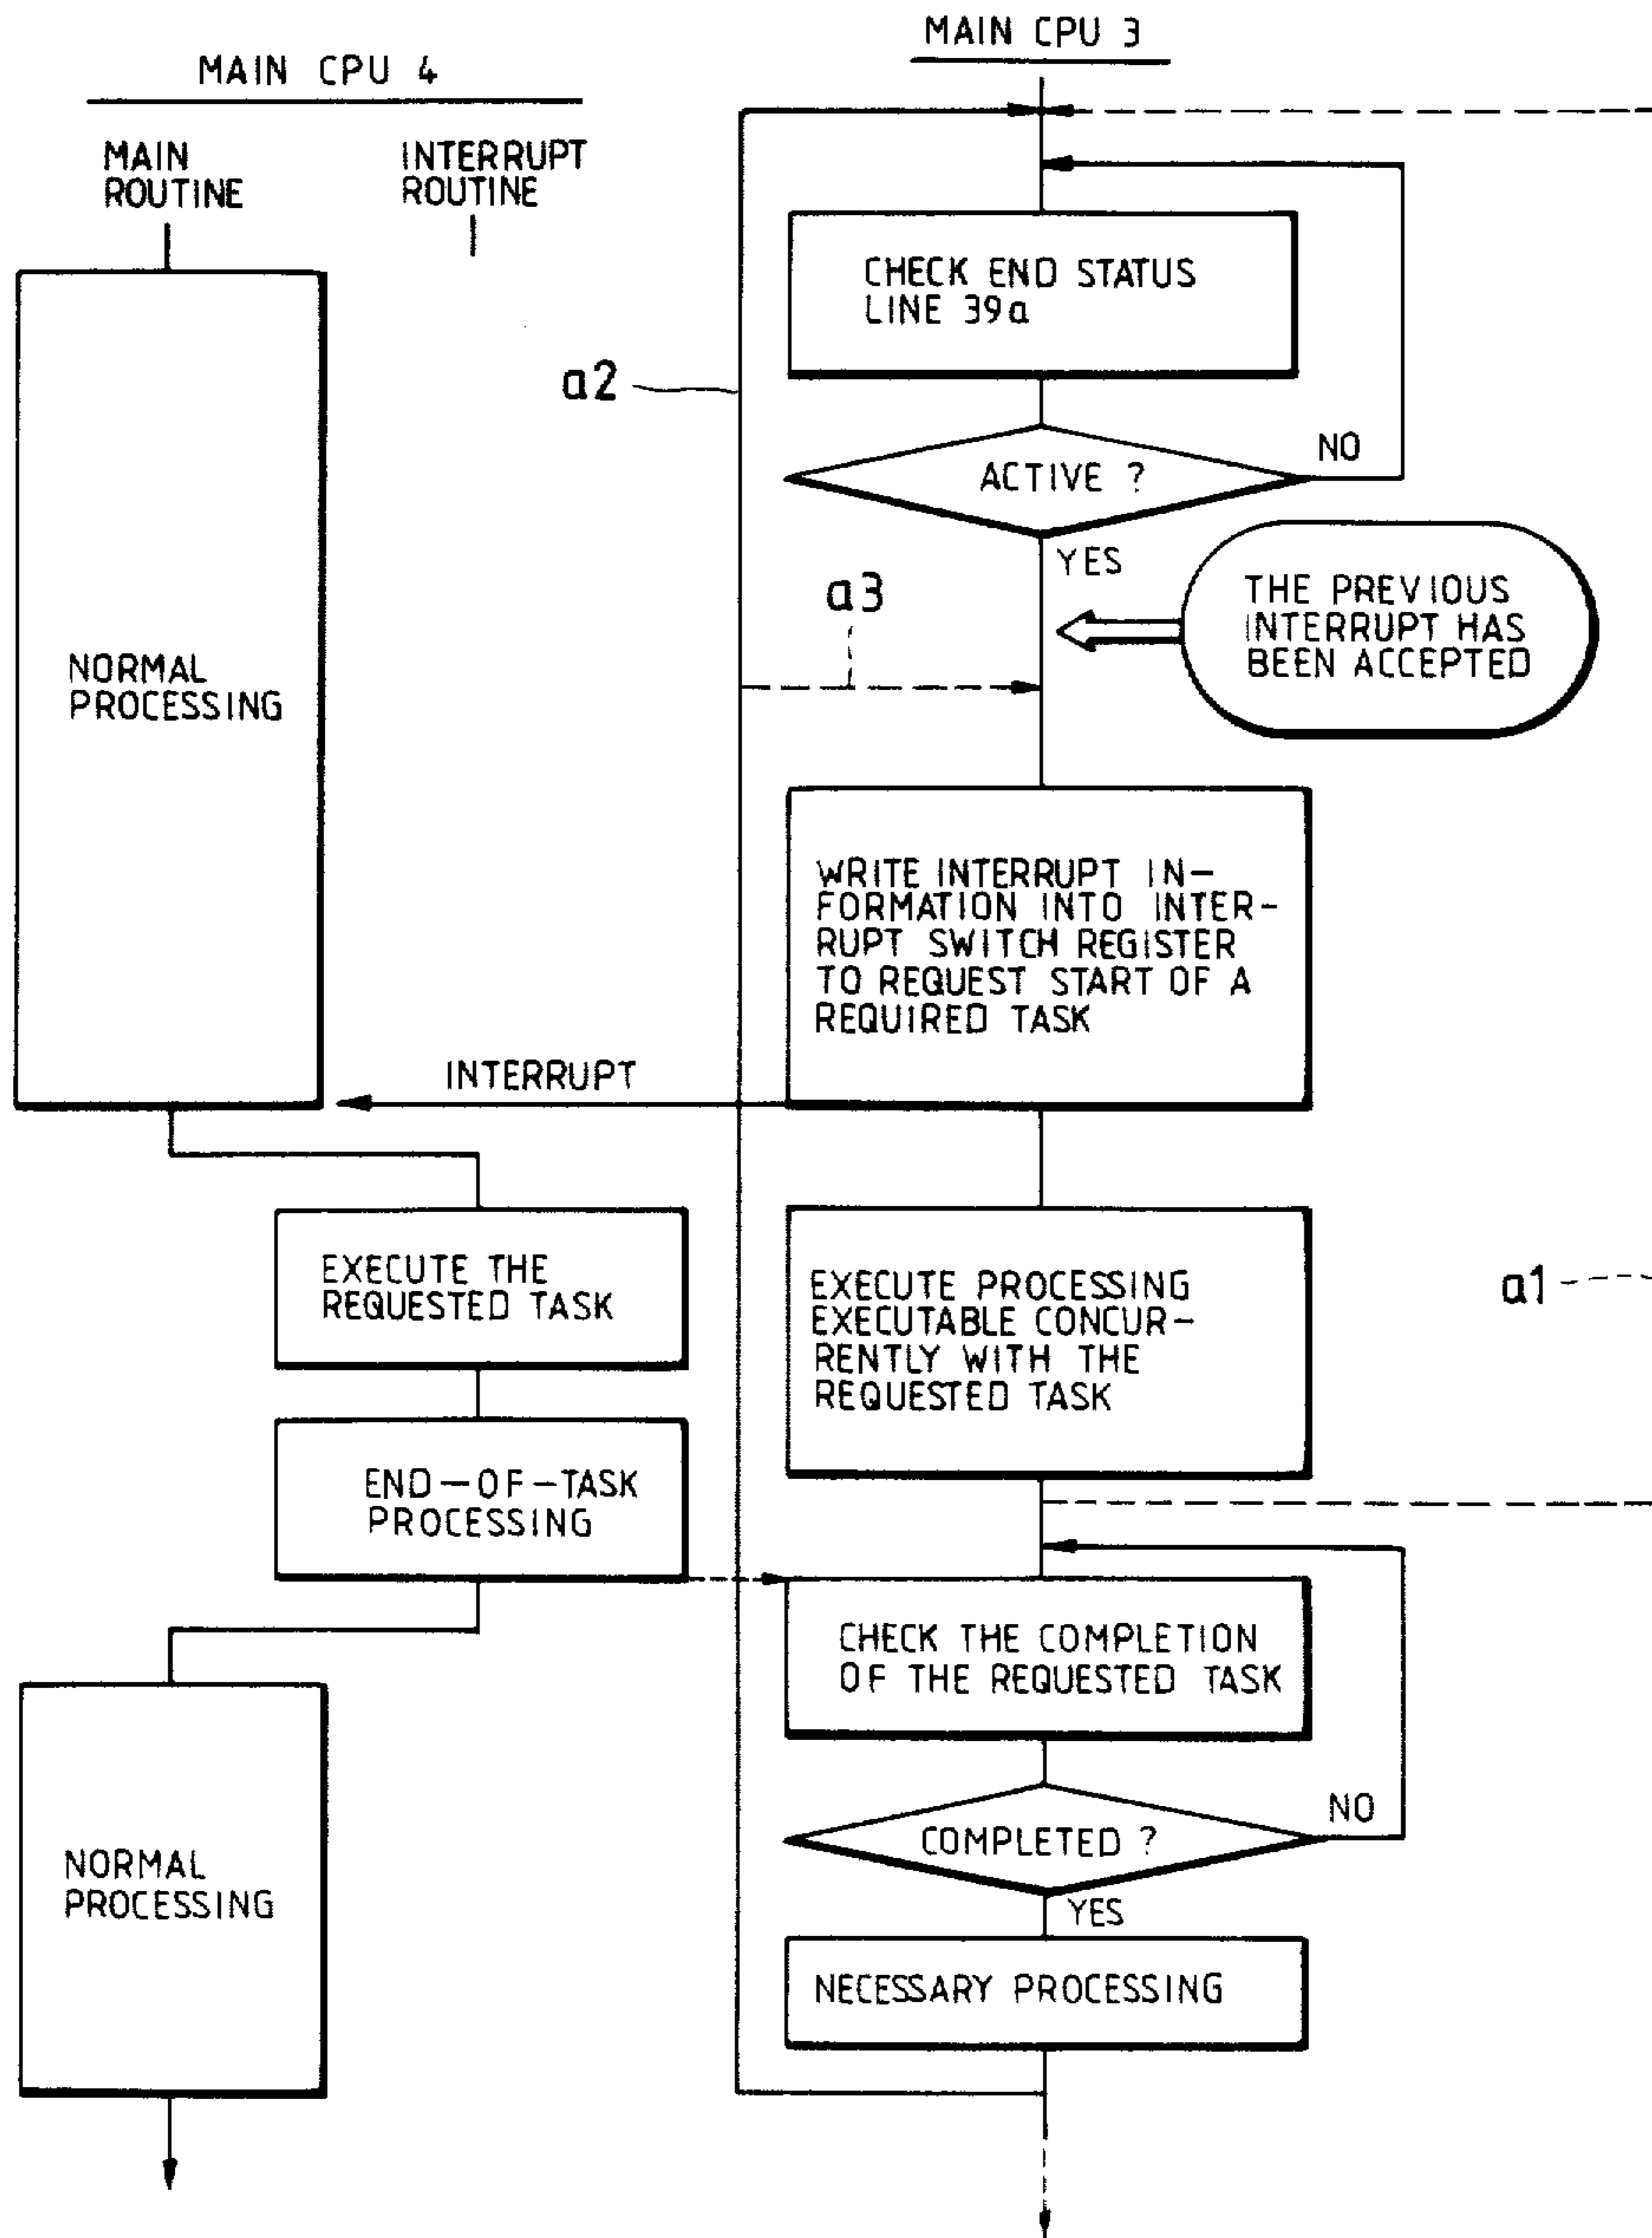 MAIN CPU 4
MAIN
ROUTINE
INTERRUPT
ROUTINE
NORMAL
PROCESSING
INTERRUPT
EXECUTE THE
REQUESTED TASK
END-OF-TASK
PROCESSING
NORMAL
PROCESSING
MAIN CPU 3
CHECK END STATUS
LINE 39a
a2
ACTIVE ?
NO
YES
THE PREVIOUS
INTERRUPT HAS
BEEN ACCEPTED
a3
WRITE INTERRUPT IN-
FORMATION INTO INTER-
RUPT SWITCH REGISTER
TO REQUEST START OF A
REQUIRED TASK
EXECUTE PROCESSING
EXECUTABLE CONCUR-
RENTLY WITH THE
REQUESTED TASK
a1
CHECK THE COMPLETION
OF THE REQUESTED TASK
COMPLETED ?
NO
YES
NECESSARY PROCESSING